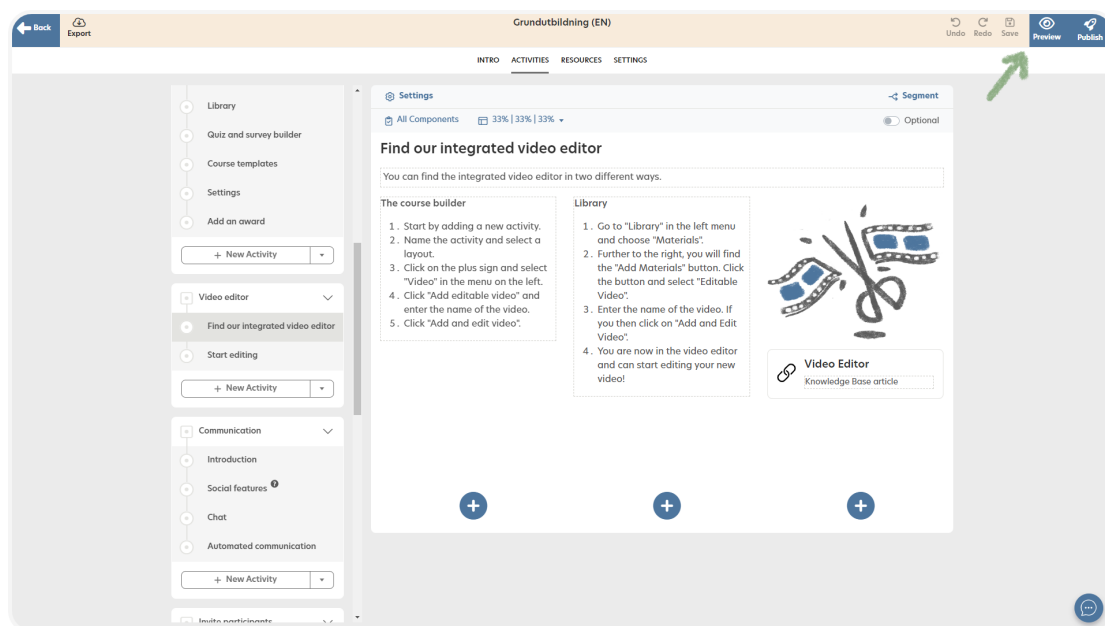 Back
Export
Grundutbildning (EN)
Undo
Redo
Save
Preview
Publish
INTRO ACTIVITIES RESOURCES SETTINGS
Library
Quiz and survey builder
Course templates
Settings
Add an award
+ New Activity
Video editor
Find our integrated video editor
Start editing
+ New Activity
Communication
Introduction
Social features ?
Chat
Automated communication
+ New Activity
Invite participants
Settings
Segment
All Components
33% | 33% | 33%
Optional
Find our integrated video editor
You can find the integrated video editor in two different ways.
The course builder
1. Start by adding a new activity.
2. Name the activity and select a
layout.
3. Click on the plus sign and select
"Video" in the menu on the left.
4. Click "Add editable video" and
enter the name of the video.
5. Click "Add and edit video".
Library
1. Go to "Library" in the left menu
and choose "Materials".
2. Further to the right, you will find
the "Add Materials" button. Click
the button and select "Editable
Video".
3. Enter the name of the video. If
you then click on "Add and Edit
Video".
4. You are now in the video editor
and can start editing your new
video!
Video Editor
Knowledge Base article